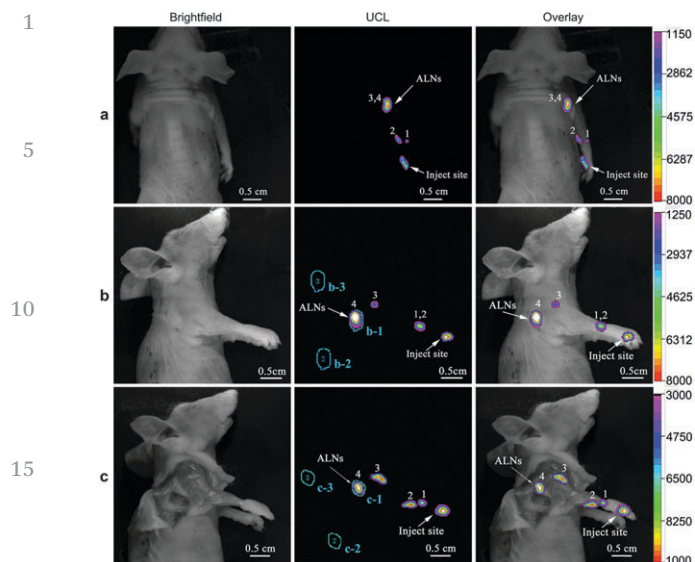 Brightfield UCL Overlay
1
5
10
15
a
0.5 cm
3,4 ALNs
2 1
Inject site
0.5 cm
3,4 ALNs
2 1
Inject site
0.5 cm
1150
2862
4575
6287
8000
b
0.5cm
b-3
4 3
ALNs
b-1
1,2
b-2
Inject site
0.5cm
3
4
ALNs
1,2
Inject site
0.5cm
1250
2937
4625
6312
8000
c
0.5 cm
ALNs
4 3
c-3
c-1
2 1
c-2
Inject site
0.5 cm
ALNs
4 3
2 1
Inject site
0.5 cm
3000
4750
6500
8250
1000